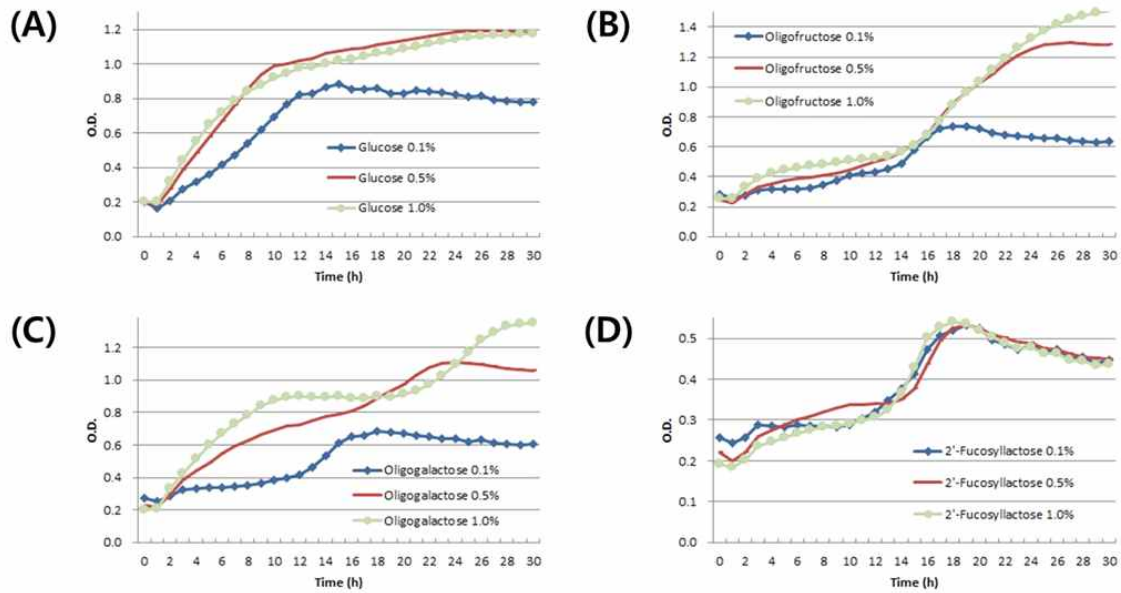 (A)
1.2
1.0
0.8
0.6
0.4
0.2
0.0
O.D.
Glucose 0.1%
Glucose 0.5%
Glucose 1.0%
0 2 4 6 8 10 12 14 16 18 20 22 24 26 28 30
Time (h)
(B)
1.4
1.2
1.0
0.8
0.6
0.4
0.2
0.0
O.D.
Oligofructose 0.1%
Oligofructose 0.5%
Oligofructose 1.0%
0 2 4 6 8 10 12 14 16 18 20 22 24 26 28 30
Time (h)
(C)
1.2
1.0
0.8
0.6
0.4
0.2
0.0
O.D.
Oligogalactose 0.1%
Oligogalactose 0.5%
Oligogalactose 1.0%
0 2 4 6 8 10 12 14 16 18 20 22 24 26 28 30
Time (h)
(D)
0.5
0.4
0.3
0.2
0.1
0.0
O.D.
2'-Fucosyllactose 0.1%
2'-Fucosyllactose 0.5%
2'-Fucosyllactose 1.0%
0 2 4 6 8 10 12 14 16 18 20 22 24 26 28 30
Time (h)